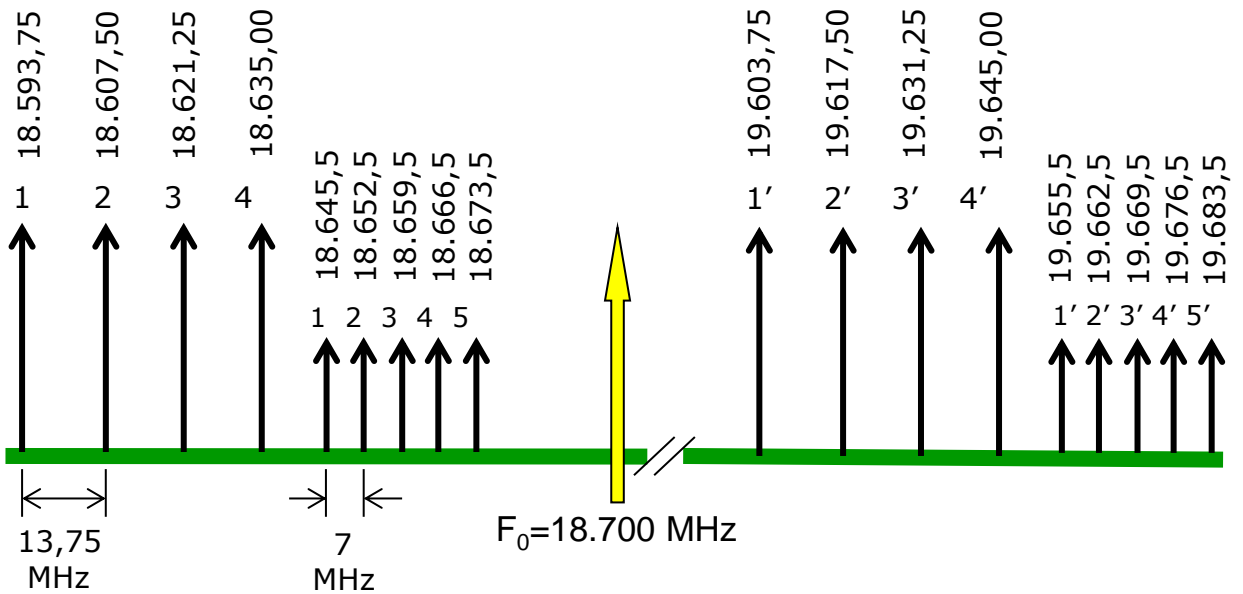 18.593,75
18.607,50
18.621,25
18.635,00
19.603,75
19.617,50
19.631,25
19.645,00
18.645,5
18.652,5
18.659,5
18.666,5
18.673,5
19.655,5
19.662,5
19.669,5
19.676,5
19.683,5
1 2 3 4
1′ 2′ 3′ 4′
1 2 3 4 5
1′ 2′ 3′ 4′ 5′
13,75
MHz
7
MHz
F₀=18.700 MHz